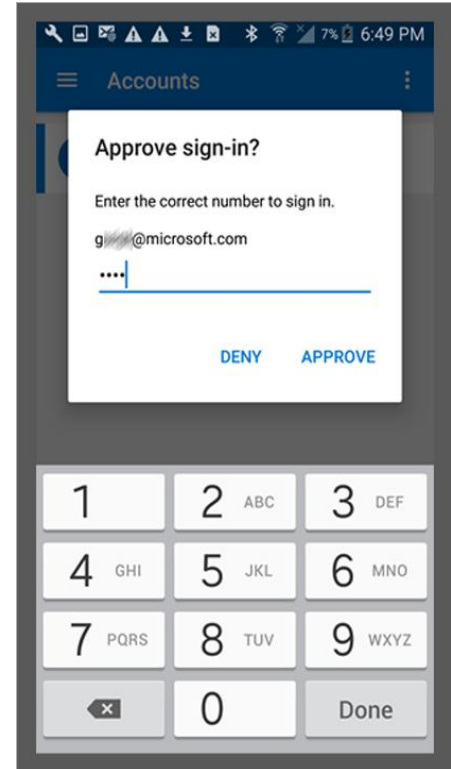 7% 6:49 PM
Accounts
Approve sign-in?
Enter the correct number to sign in.
g @microsoft.com
••••
DENY APPROVE
1 2 ABC 3 DEF
4 GHI 5 JKL 6 MNO
7 PQRS 8 TUV 9 WXYZ
0 Done